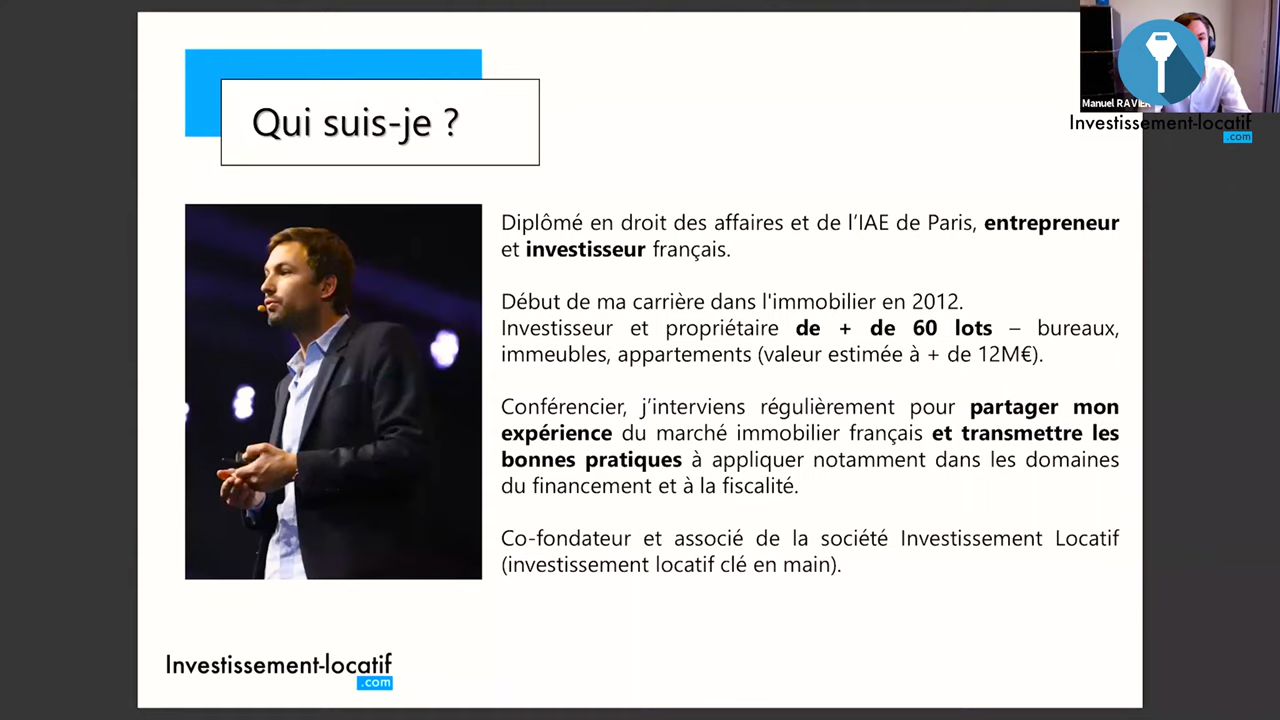 Qui suis-je ?
Manuel RAVIER
Investissement-locatif
.com
Diplômé en droit des affaires et de l’IAE de Paris, entrepreneur
et investisseur français.
Début de ma carrière dans l'immobilier en 2012.
Investisseur et propriétaire de + de 60 lots – bureaux,
immeubles, appartements (valeur estimée à + de 12M€).
Conférencier, j’interviens régulièrement pour partager mon
expérience du marché immobilier français et transmettre les
bonnes pratiques à appliquer notamment dans les domaines
du financement et à la fiscalité.
Co-fondateur et associé de la société Investissement Locatif
(investissement locatif clé en main).
Investissement-locatif
.com